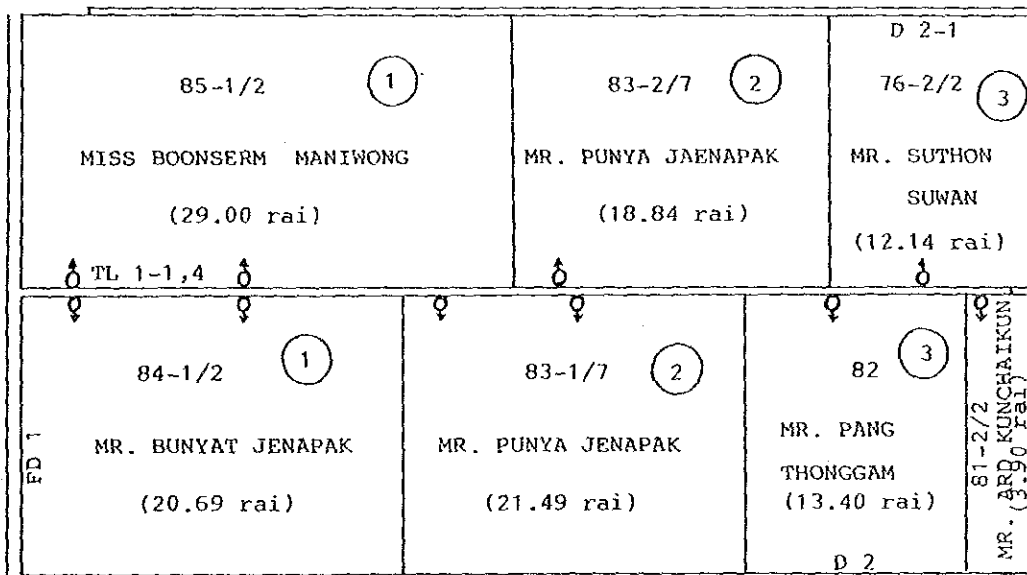 85-1/2
1
MISS BOONSERM MANIWONG
(29.00 rai)
TL 1-1,4
83-2/7
2
MR. PUNYA JAENAPAK
(18.84 rai)
D 2-1
76-2/2
3
MR. SUTHON
SUWAN
(12.14 rai)
FD 1
84-1/2
1
MR. BUNYAT JENAPAK
(20.69 rai)
83-1/7
2
MR. PUNYA JENAPAK
(21.49 rai)
82
3
MR. PANG
THONGGAM
(13.40 rai)
D 2
81-2/2
MR. ARD KUNCHAIKUN
(3.90 rai)